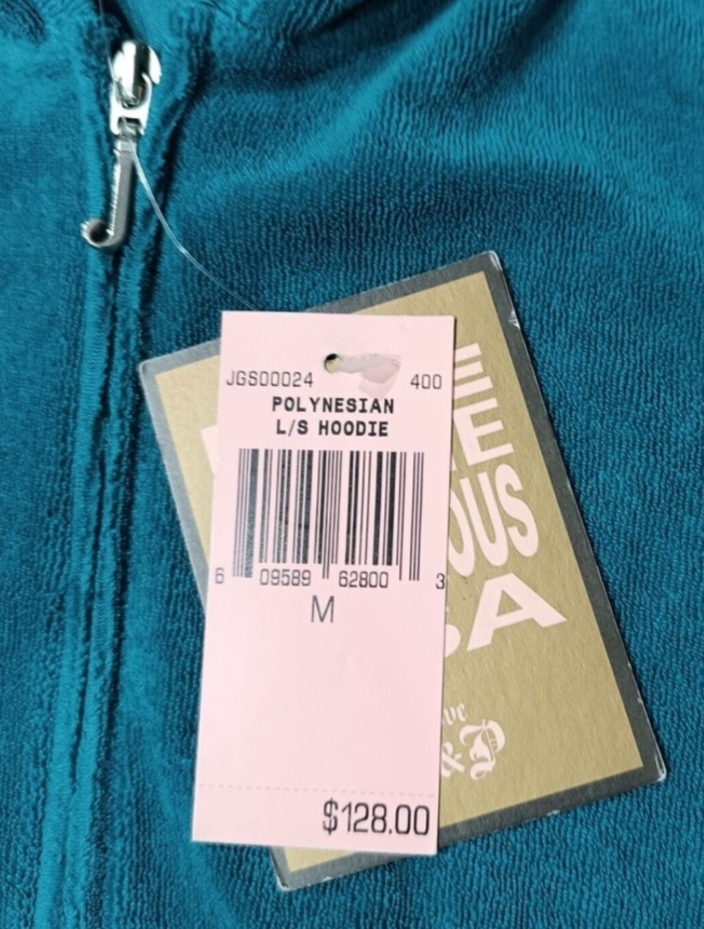 JGS00024 400
POLYNESIAN
L/S HOODIE
6 09589 62800 3
M
$128.00
&